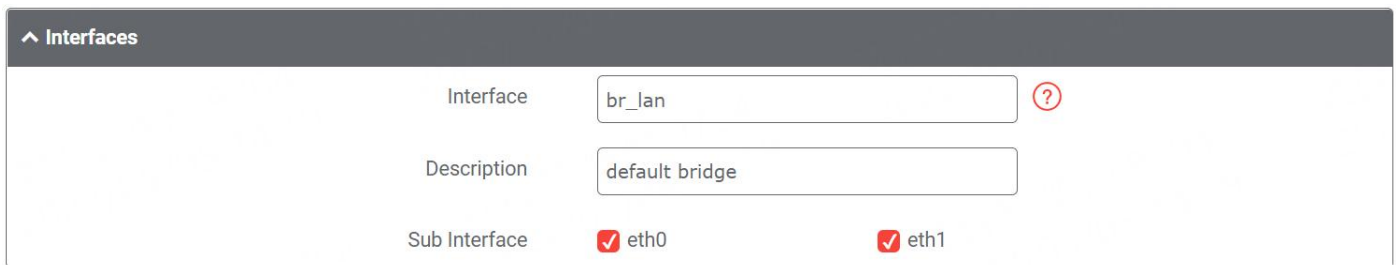 Interfaces
Interface br_lan ?
Description default bridge
Sub Interface eth0 eth1